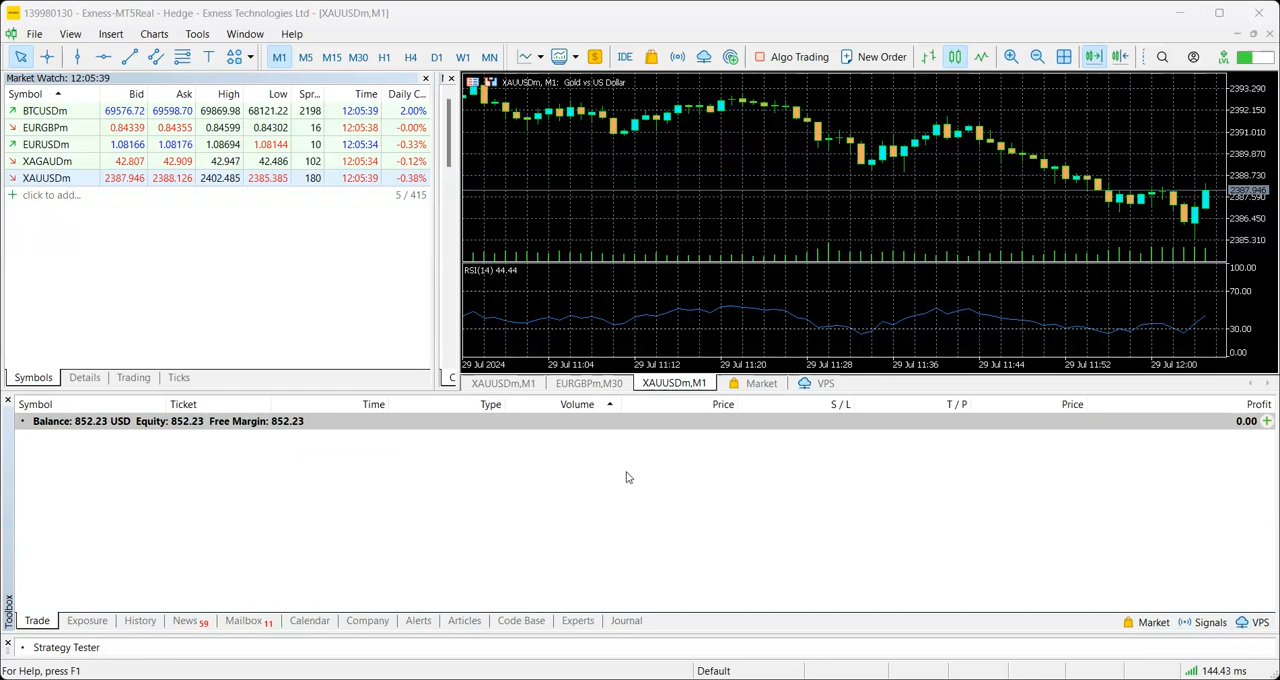 139980130 - Exness-MT5Real - Hedge - Exness Technologies Ltd - [XAUUSDm,M1]
File View Insert Charts Tools Window Help
M1 M5 M15 M30 H1 H4 D1 W1 MN IDE Algo Trading New Order LVL
Market Watch: 12:05:39
Symbol Bid Ask High Low Spr... Time Daily C...
BTCUSDm 69576.72 69598.70 69869.98 68121.22 2198 12:05:39 2.00%
EURGBPm 0.84339 0.84355 0.84599 0.84302 16 12:05:38 -0.00%
EURUSDm 1.08166 1.08176 1.08694 1.08144 10 12:05:34 -0.33%
XAGAUDm 42.807 42.909 42.947 42.486 102 12:05:34 -0.12%
XAUUSDm 2387.946 2388.126 2402.485 2385.385 180 12:05:39 -0.38%
click to add... 5 / 415
Symbols Details Trading Ticks
C
XAUUSDm, M1: Gold vs US Dollar
2393.290
2392.150
2391.010
2389.870
2388.730
2387.946
2387.590
2386.450
2385.310
RSI(14) 44.44
100.00
70.00
30.00
0.00
29 Jul 2024 29 Jul 11:04 29 Jul 11:12 29 Jul 11:20 29 Jul 11:28 29 Jul 11:36 29 Jul 11:44 29 Jul 11:52 29 Jul 12:00
XAUUSDm,M1 EURGBPm,M30 XAUUSDm,M1 Market VPS
Symbol Ticket Time Type Volume Price S / L T / P Price Profit
Balance: 852.23 USD Equity: 852.23 Free Margin: 852.23 0.00
Toolbox
Trade Exposure History News 59 Mailbox 11 Calendar Company Alerts Articles Code Base Experts Journal Market Signals VPS
Strategy Tester
For Help, press F1 Default 144.43 ms